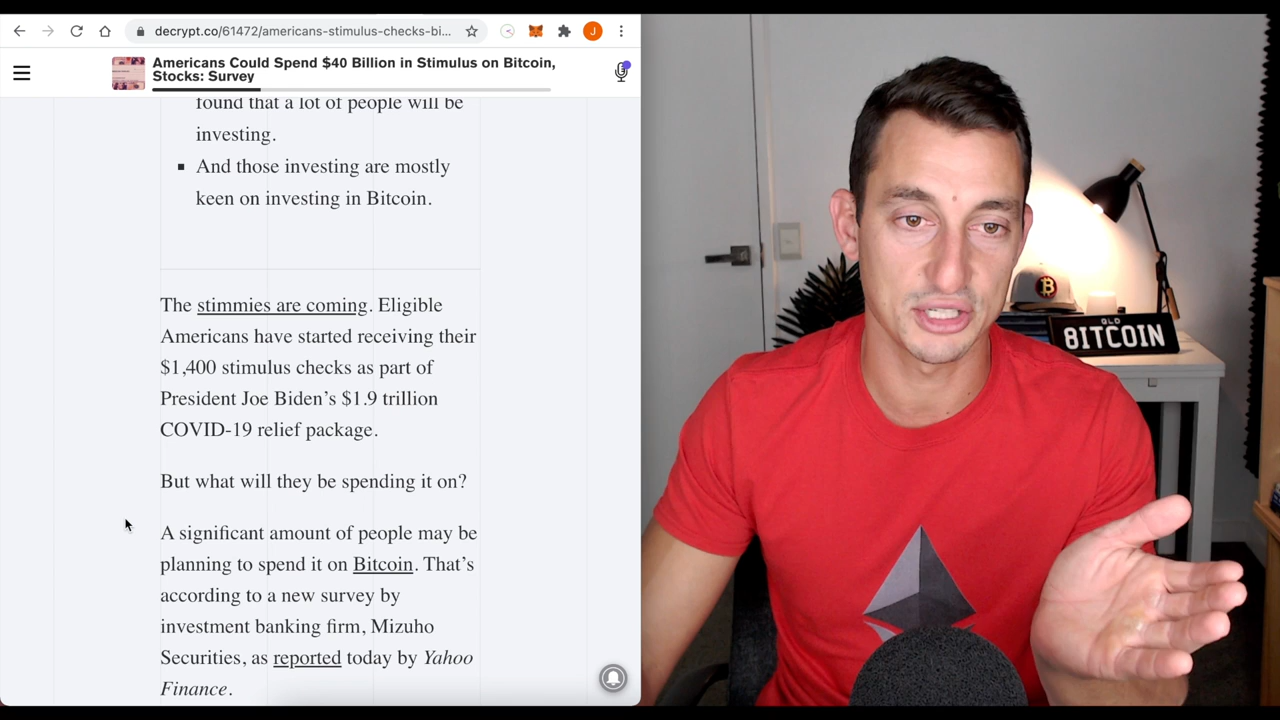 decrypt.co/61472/americans-stimulus-checks-bi...
J
Americans Could Spend $40 Billion in Stimulus on Bitcoin,
Stocks: Survey
found that a lot of people will be
investing.
▪ And those investing are mostly
keen on investing in Bitcoin.
The stimmies are coming. Eligible
Americans have started receiving their
$1,400 stimulus checks as part of
President Joe Biden’s $1.9 trillion
COVID-19 relief package.
But what will they be spending it on?
A significant amount of people may be
planning to spend it on Bitcoin. That’s
according to a new survey by
investment banking firm, Mizuho
Securities, as reported today by Yahoo
Finance.
QLD
8ITCOIN